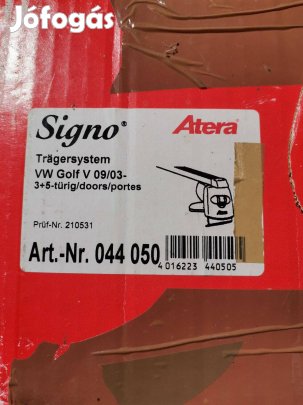 Jófogás
Signo® Atera
Trägersystem
VW Golf V 09/03-
3+5-türig/doors/portes
Prüf-Nr. 210531
Art.-Nr. 044 050
4 016223 440505